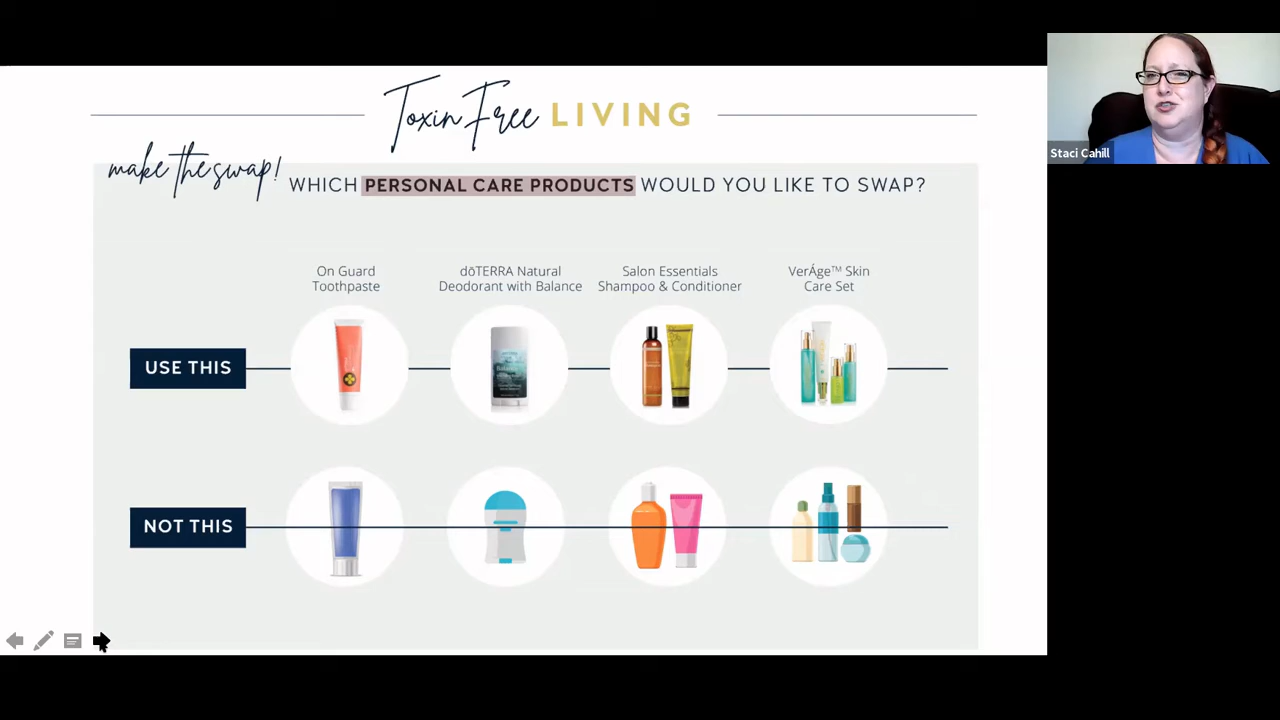 Toxin Free LIVING
make the swap!
WHICH PERSONAL CARE PRODUCTS WOULD YOU LIKE TO SWAP?
On Guard
Toothpaste
dōTERRA Natural
Deodorant with Balance
Salon Essentials
Shampoo & Conditioner
VerÁge™ Skin
Care Set
USE THIS
NOT THIS
Staci Cahill